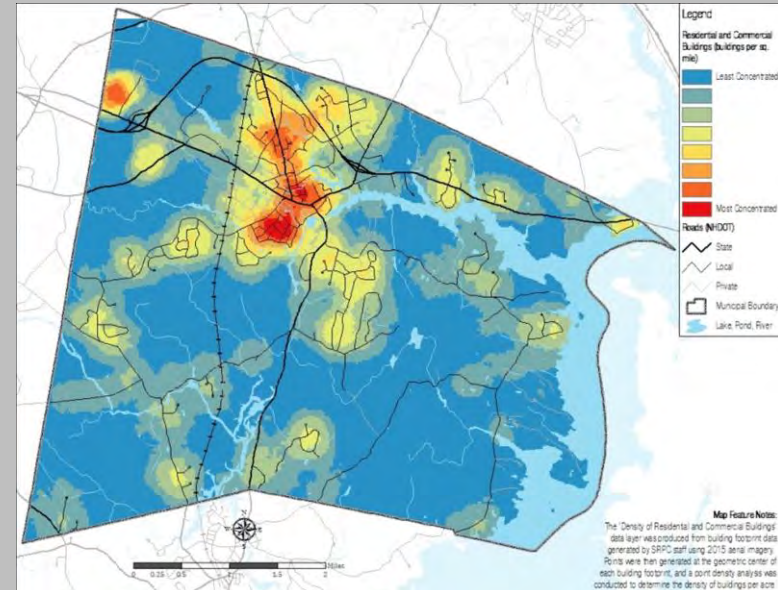 Legend
Residential and Commercial
Buildings (buildings per sq.
mile)
Least Concentrated
Most Concentrated
Roads (NHDOT)
State
Local
Private
Municipal Boundary
Lake, Pond, River
Map Feature Notes:
The "Density of Residential and Commercial Buildings"
data layer was produced from building footprint data
generated by SRPC staff using 2015 aerial imagery.
Points were then generated at the geometric center of
each building footprint, and a point density analysis was
conducted to determine the density of buildings per acre
Miles
0 0.25 0.5 1 2